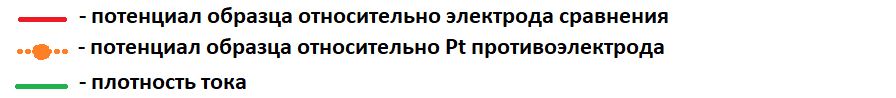 - потенциал образца относительно электрода сравнения
- потенциал образца относительно Pt противоэлектрода
- плотность тока